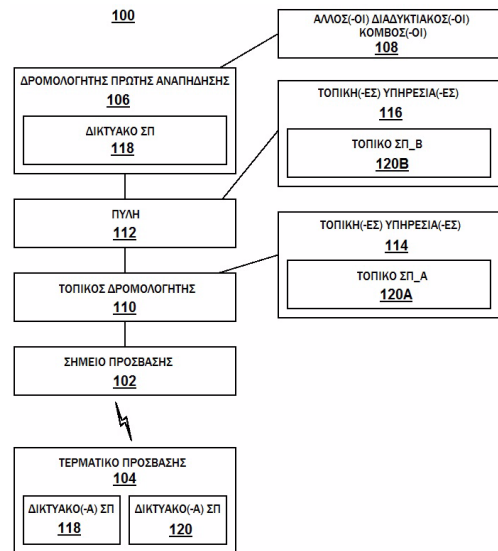 100
ΑΛΛΟΣ(-ΟΙ) ΔΙΑΔΥΚΤΙΑΚΟΣ(-ΟΙ)
ΚΟΜΒΟΣ(-ΟΙ)
108
ΔΡΟΜΟΛΟΓΗΤΗΣ ΠΡΩΤΗΣ ΑΝΑΠΗΔΗΣΗΣ
106
ΔΙΚΤΥΑΚΟ ΣΠ
118
ΤΟΠΙΚΗ(-ΕΣ) ΥΠΗΡΕΣΙΑ(-ΕΣ)
116
ΤΟΠΙΚΟ ΣΠ_Β
120B
ΠΥΛΗ
112
ΤΟΠΙΚΗ(-ΕΣ) ΥΠΗΡΕΣΙΑ(-ΕΣ)
114
ΤΟΠΙΚΟ ΣΠ_Α
120A
ΤΟΠΙΚΟΣ ΔΡΟΜΟΛΟΓΗΤΗΣ
110
ΣΗΜΕΙΟ ΠΡΟΣΒΑΣΗΣ
102
ΤΕΡΜΑΤΙΚΟ ΠΡΟΣΒΑΣΗΣ
104
ΔΙΚΤΥΑΚΟ(-Α) ΣΠ
118
ΔΙΚΤΥΑΚΟ(-Α) ΣΠ
120